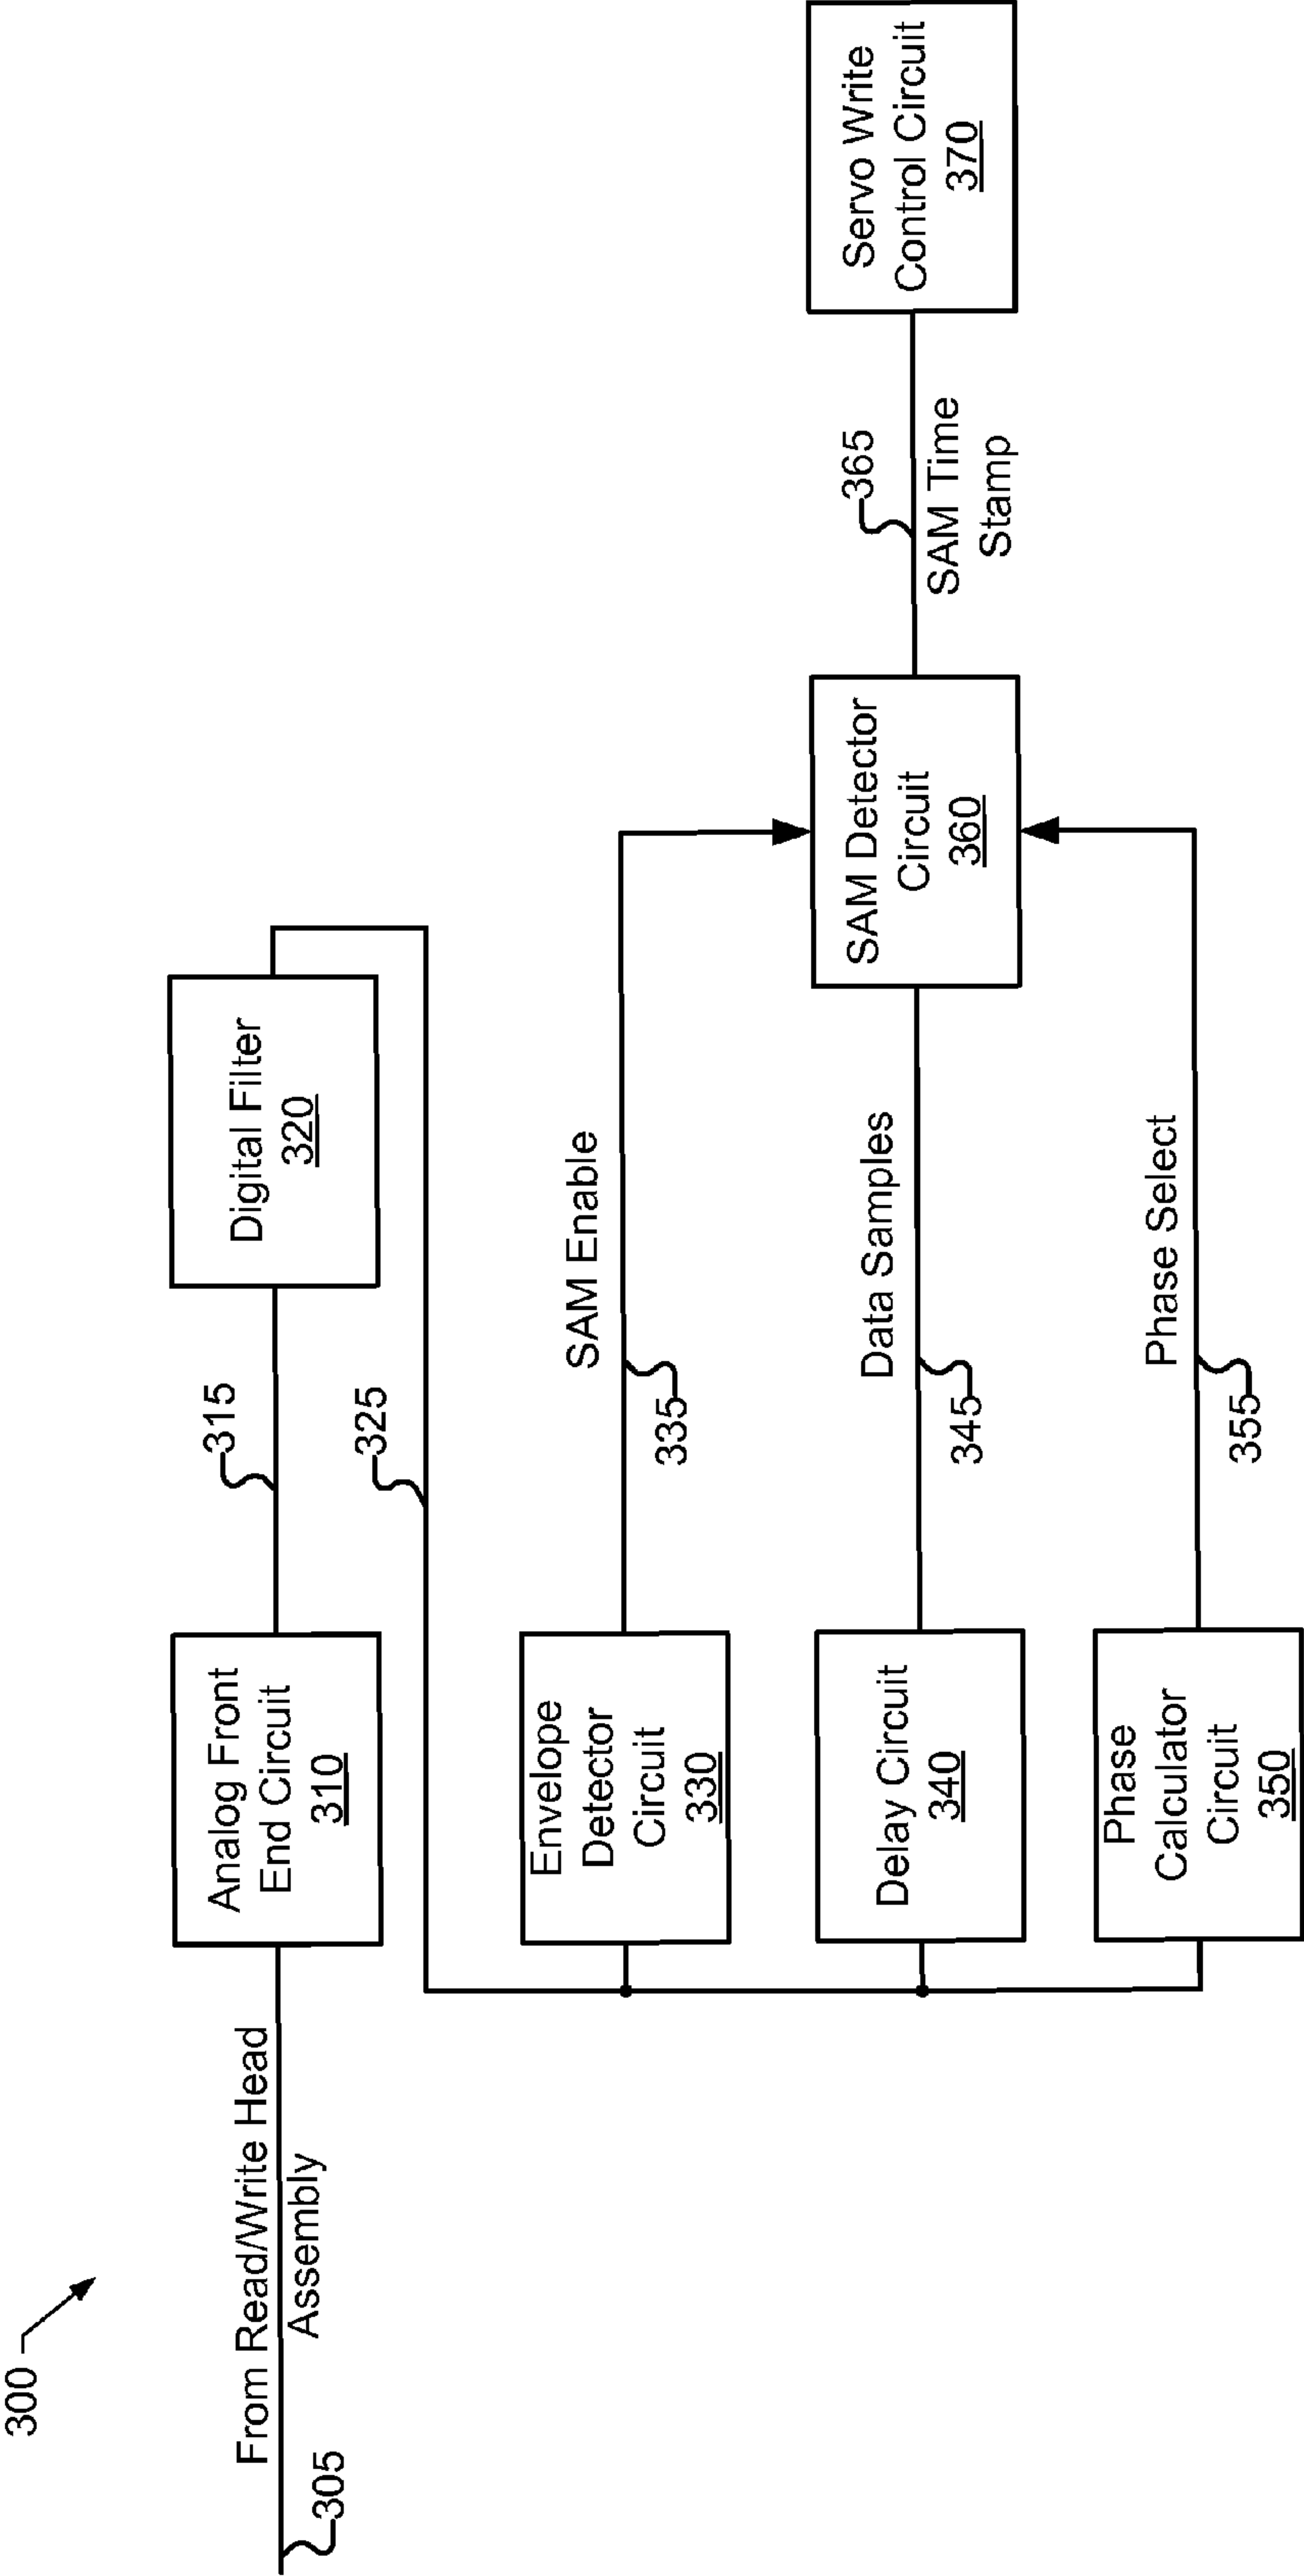 300
From Read/Write Head
Assembly
305
Analog Front
End Circuit
310
315
Digital Filter
320
325
Envelope
Detector
Circuit
330
SAM Enable
335
Delay Circuit
340
Data Samples
345
Phase
Calculator
Circuit
350
Phase Select
355
SAM Detector
Circuit
360
365
SAM Time
Stamp
Servo Write
Control Circuit
370